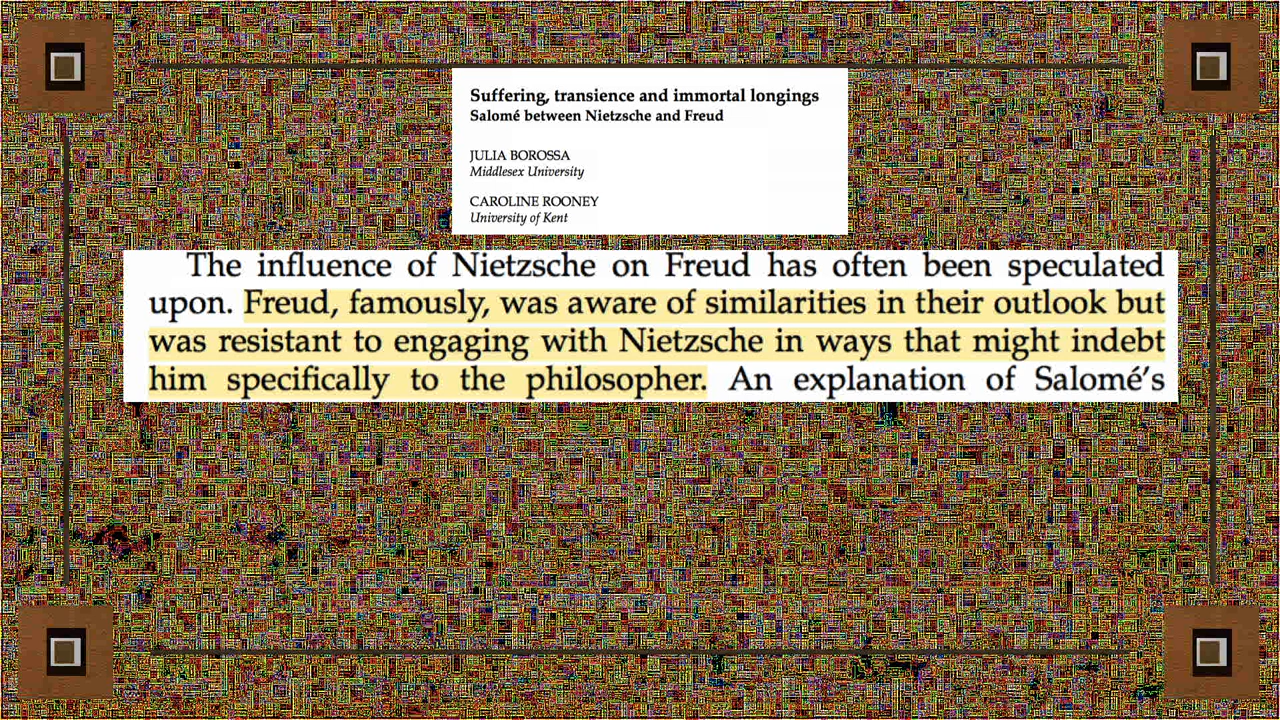 Suffering, transience and immortal longings
Salomé between Nietzsche and Freud
JULIA BOROSSA
Middlesex University
CAROLINE ROONEY
University of Kent
The influence of Nietzsche on Freud has often been speculated
upon. Freud, famously, was aware of similarities in their outlook but
was resistant to engaging with Nietzsche in ways that might indebt
him specifically to the philosopher. An explanation of Salomé's